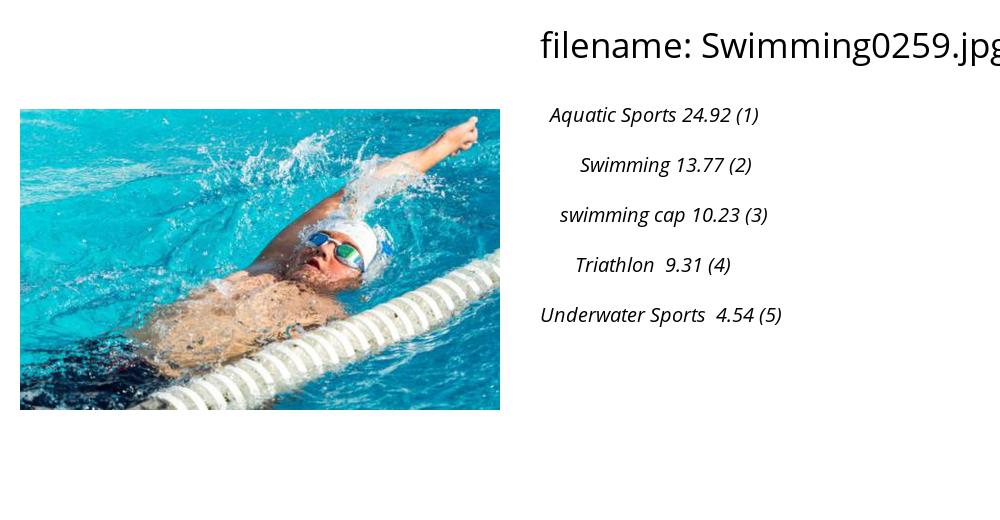 filename: Swimming0259.jpg
Aquatic Sports 24.92 (1)
Swimming 13.77 (2)
swimming cap 10.23 (3)
Triathlon 9.31 (4)
Underwater Sports 4.54 (5)